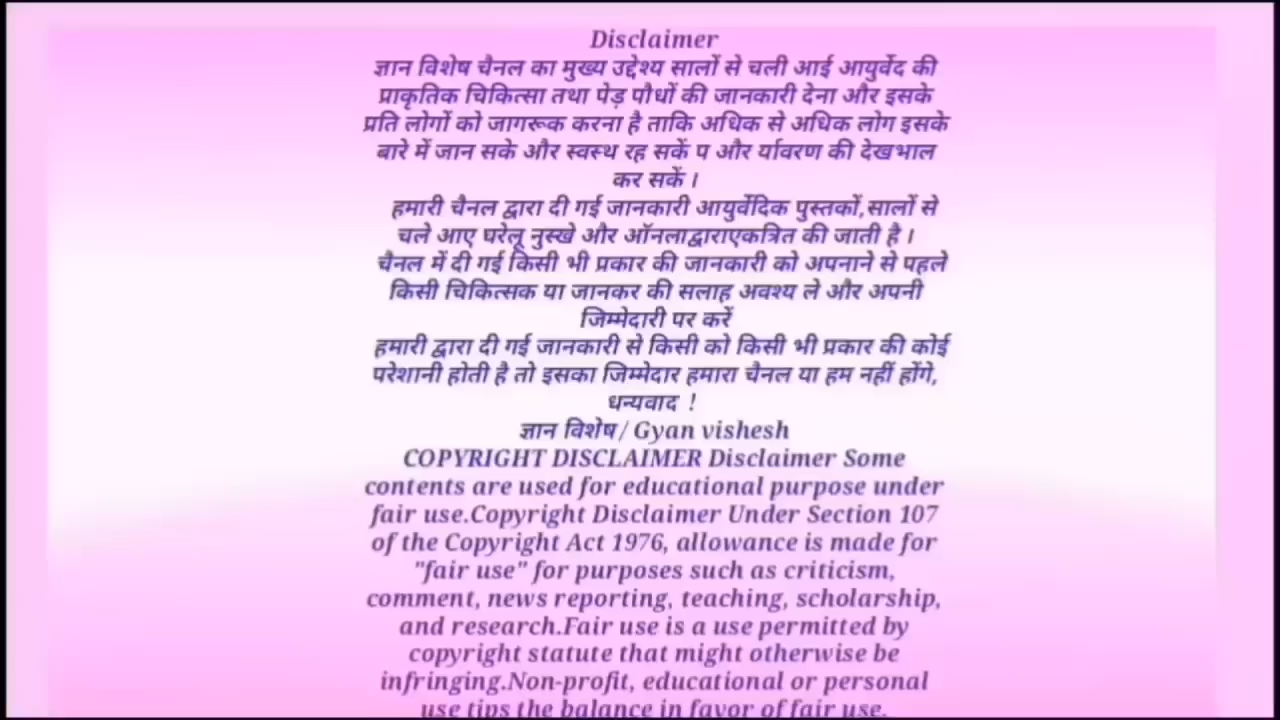 Disclaimer
ज्ञान विशेष चैनल का मुख्य उद्देश्य सालों से चली आई आयुर्वेद की
प्राकृतिक चिकित्सा तथा पेड़ पौधों की जानकारी देना और इसके
प्रति लोगों को जागरूक करना है ताकि अधिक से अधिक लोग इसके
बारे में जान सके और स्वस्थ रह सकें प और र्यावरण की देखभाल
कर सकें ।
हमारी चैनल द्वारा दी गई जानकारी आयुर्वेदिक पुस्तकों,सालों से
चले आए घरेलू नुस्खे और ऑनलाद्वाराएकत्रित की जाती है ।
चैनल में दी गई किसी भी प्रकार की जानकारी को अपनाने से पहले
किसी चिकित्सक या जानकर की सलाह अवश्य ले और अपनी
जिम्मेदारी पर करें
हमारी द्वारा दी गई जानकारी से किसी को किसी भी प्रकार की कोई
परेशानी होती है तो इसका जिम्मेदार हमारा चैनल या हम नहीं होंगे,
धन्यवाद !
ज्ञान विशेष/ Gyan vishesh
COPYRIGHT DISCLAIMER Disclaimer Some
contents are used for educational purpose under
fair use.Copyright Disclaimer Under Section 107
of the Copyright Act 1976, allowance is made for
"fair use" for purposes such as criticism,
comment, news reporting, teaching, scholarship,
and research.Fair use is a use permitted by
copyright statute that might otherwise be
infringing.Non-profit, educational or personal
use tips the balance in favor of fair use.